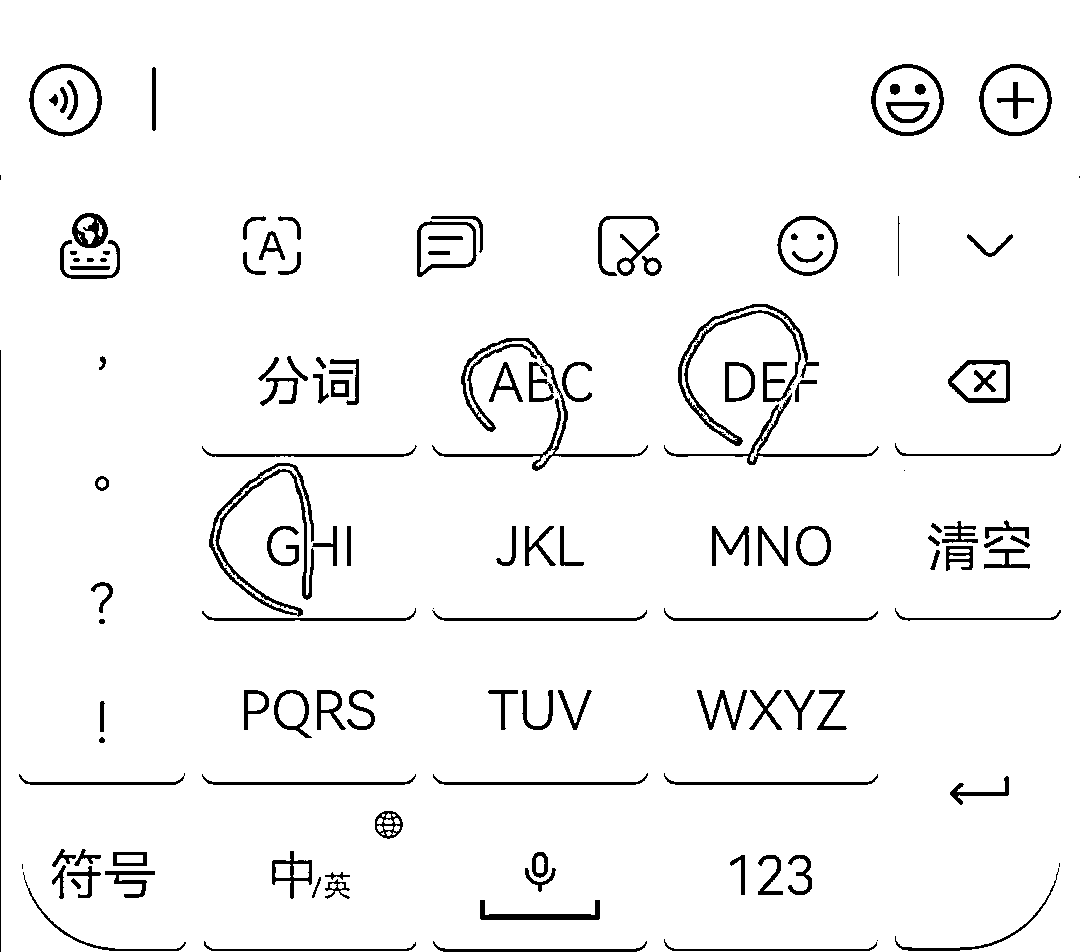 A
，
分词 ABC DEF
。
GHI JKL MNO 清空
?
PQRS TUV WXYZ
!
符号 中/英 123